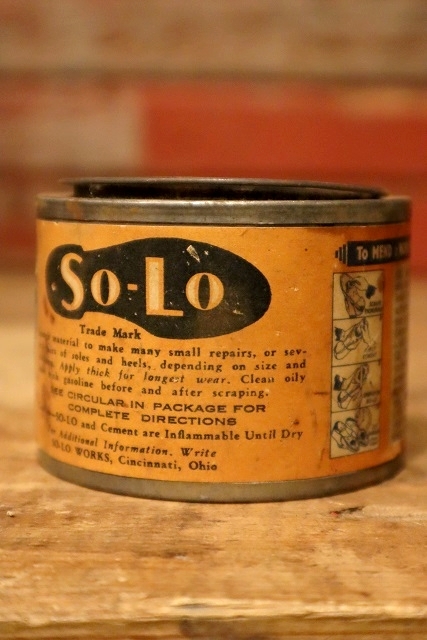 So-Lo
Trade Mark
material to make many small repairs, or sev-
of soles and heels, depending on size and
Apply thick for longest wear. Clean oily
gasoline before and after scraping.
CIRCULAR IN PACKAGE FOR
COMPLETE DIRECTIONS
SO-LO and Cement are Inflammable Until Dry
Additional Information, Write
SO-LO WORKS, Cincinnati, Ohio
To MEND